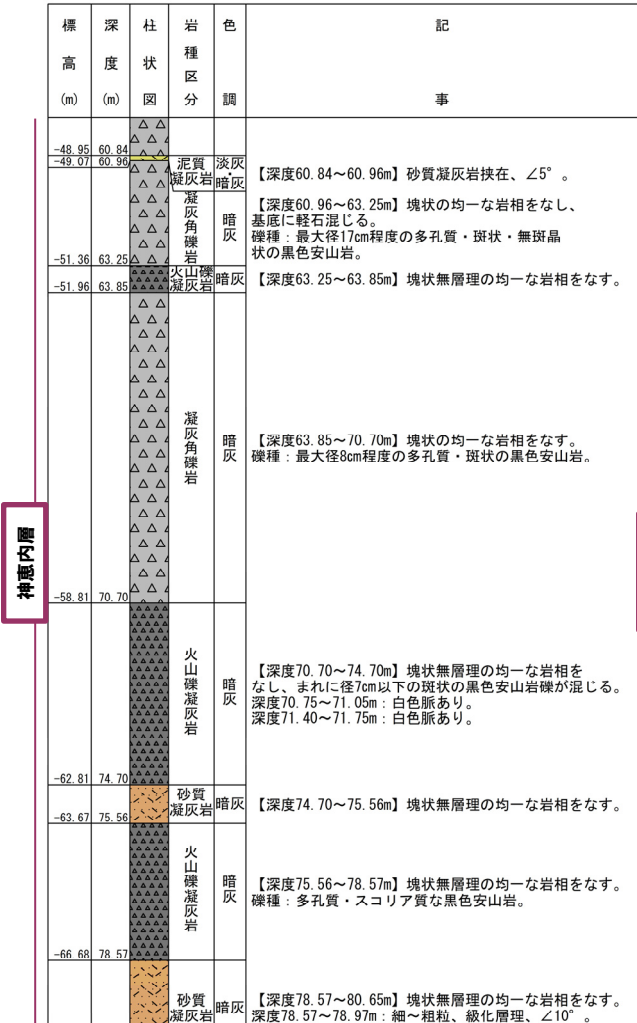 標高(m) 深度(m) 柱状図 岩種区分 色調 記事
-48.95 60.84
-49.07 60.96 泥質凝灰岩 淡灰・暗灰 【深度60.84～60.96m】砂質凝灰岩挟在、∠5°。
凝灰角礫岩 暗灰 【深度60.96～63.25m】塊状の均一な岩相をなし、
基底に軽石混じる。
礫種：最大径17cm程度の多孔質・斑状・無斑晶
状の黒色安山岩。
-51.36 63.25
火山礫凝灰岩 暗灰 【深度63.25～63.85m】塊状無層理の均一な岩相をなす。
-51.96 63.85
凝灰角礫岩 暗灰 【深度63.85～70.70m】塊状の均一な岩相をなす。
礫種：最大径8cm程度の多孔質・斑状の黒色安山岩。
神恵内層
-58.81 70.70
火山礫凝灰岩 暗灰 【深度70.70～74.70m】塊状無層理の均一な岩相を
なし、まれに径7cm以下の斑状の黒色安山岩礫が混じる。
深度70.75～71.05m：白色脈あり。
深度71.40～71.75m：白色脈あり。
-62.81 74.70
砂質凝灰岩 暗灰 【深度74.70～75.56m】塊状無層理の均一な岩相をなす。
-63.67 75.56
火山礫凝灰岩 暗灰 【深度75.56～78.57m】塊状無層理の均一な岩相をなす。
礫種：多孔質・スコリア質な黒色安山岩。
-66.68 78.57
砂質凝灰岩 暗灰 【深度78.57～80.65m】塊状無層理の均一な岩相をなす。
深度78.57～78.97m：細～粗粒、級化層理、∠10°。